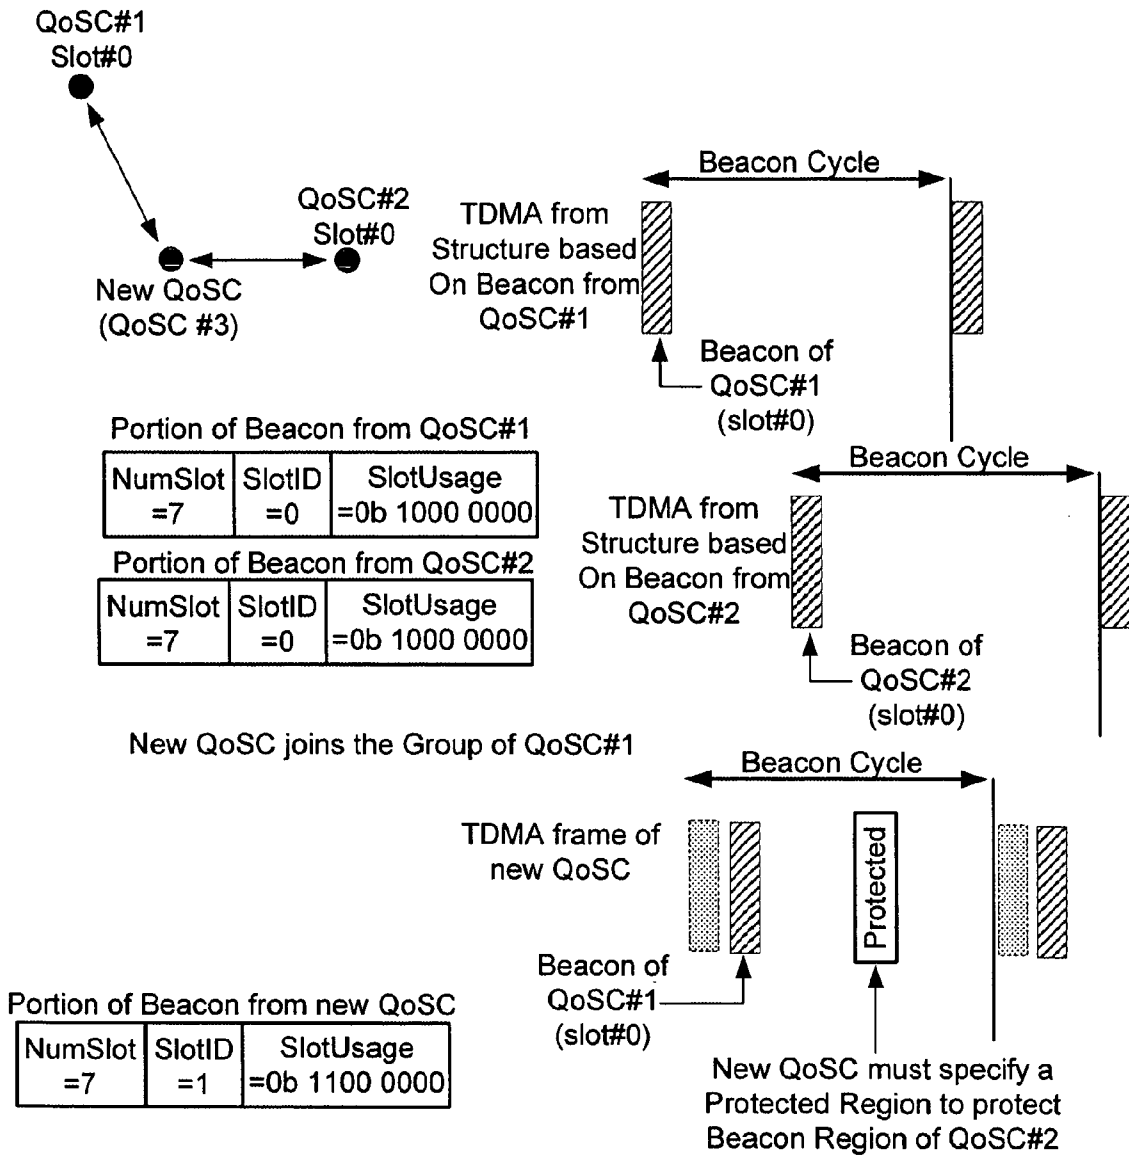 QoSC#1
Slot#0
QoSC#2
Slot#0
New QoSC
(QoSC #3)
Beacon Cycle
TDMA from
Structure based
On Beacon from
QoSC#1
Beacon of
QoSC#1
(slot#0)
Portion of Beacon from QoSC#1
NumSlot SlotID SlotUsage
=7 =0 =0b 1000 0000
Portion of Beacon from QoSC#2
NumSlot SlotID SlotUsage
=7 =0 =0b 1000 0000
Beacon Cycle
TDMA from
Structure based
On Beacon from
QoSC#2
Beacon of
QoSC#2
(slot#0)
New QoSC joins the Group of QoSC#1
Beacon Cycle
TDMA frame of
new QoSC
Protected
Beacon of
QoSC#1
(slot#0)
Portion of Beacon from new QoSC
NumSlot SlotID SlotUsage
=7 =1 =0b 1100 0000
New QoSC must specify a
Protected Region to protect
Beacon Region of QoSC#2